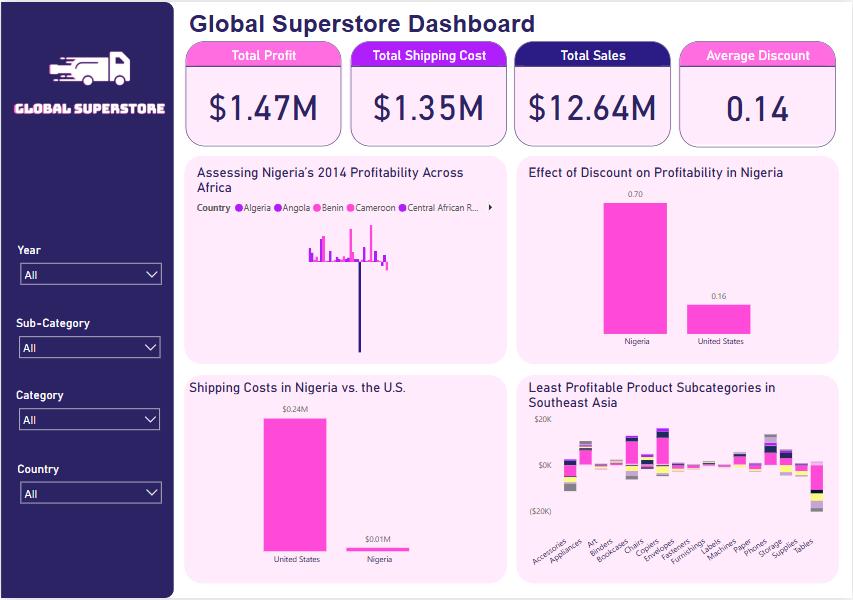 Global Superstore Dashboard
GLOBAL SUPERSTORE
Year
All
Sub-Category
All
Category
All
Country
All
Total Profit
$1.47M
Total Shipping Cost
$1.35M
Total Sales
$12.64M
Average Discount
0.14
Assessing Nigeria's 2014 Profitability Across
Africa
Country Algeria Angola Benin Cameroon Central African R...
Effect of Discount on Profitability in Nigeria
0.70
0.16
Nigeria United States
Shipping Costs in Nigeria vs. the U.S.
$0.24M
$0.01M
United States Nigeria
Least Profitable Product Subcategories in
Southeast Asia
$20K
$0K
($20K)
Accessories
Appliances
Art
Binders
Bookcases
Chairs
Copiers
Envelopes
Fasteners
Furnishings
Labels
Machines
Paper
Phones
Storage
Supplies
Tables